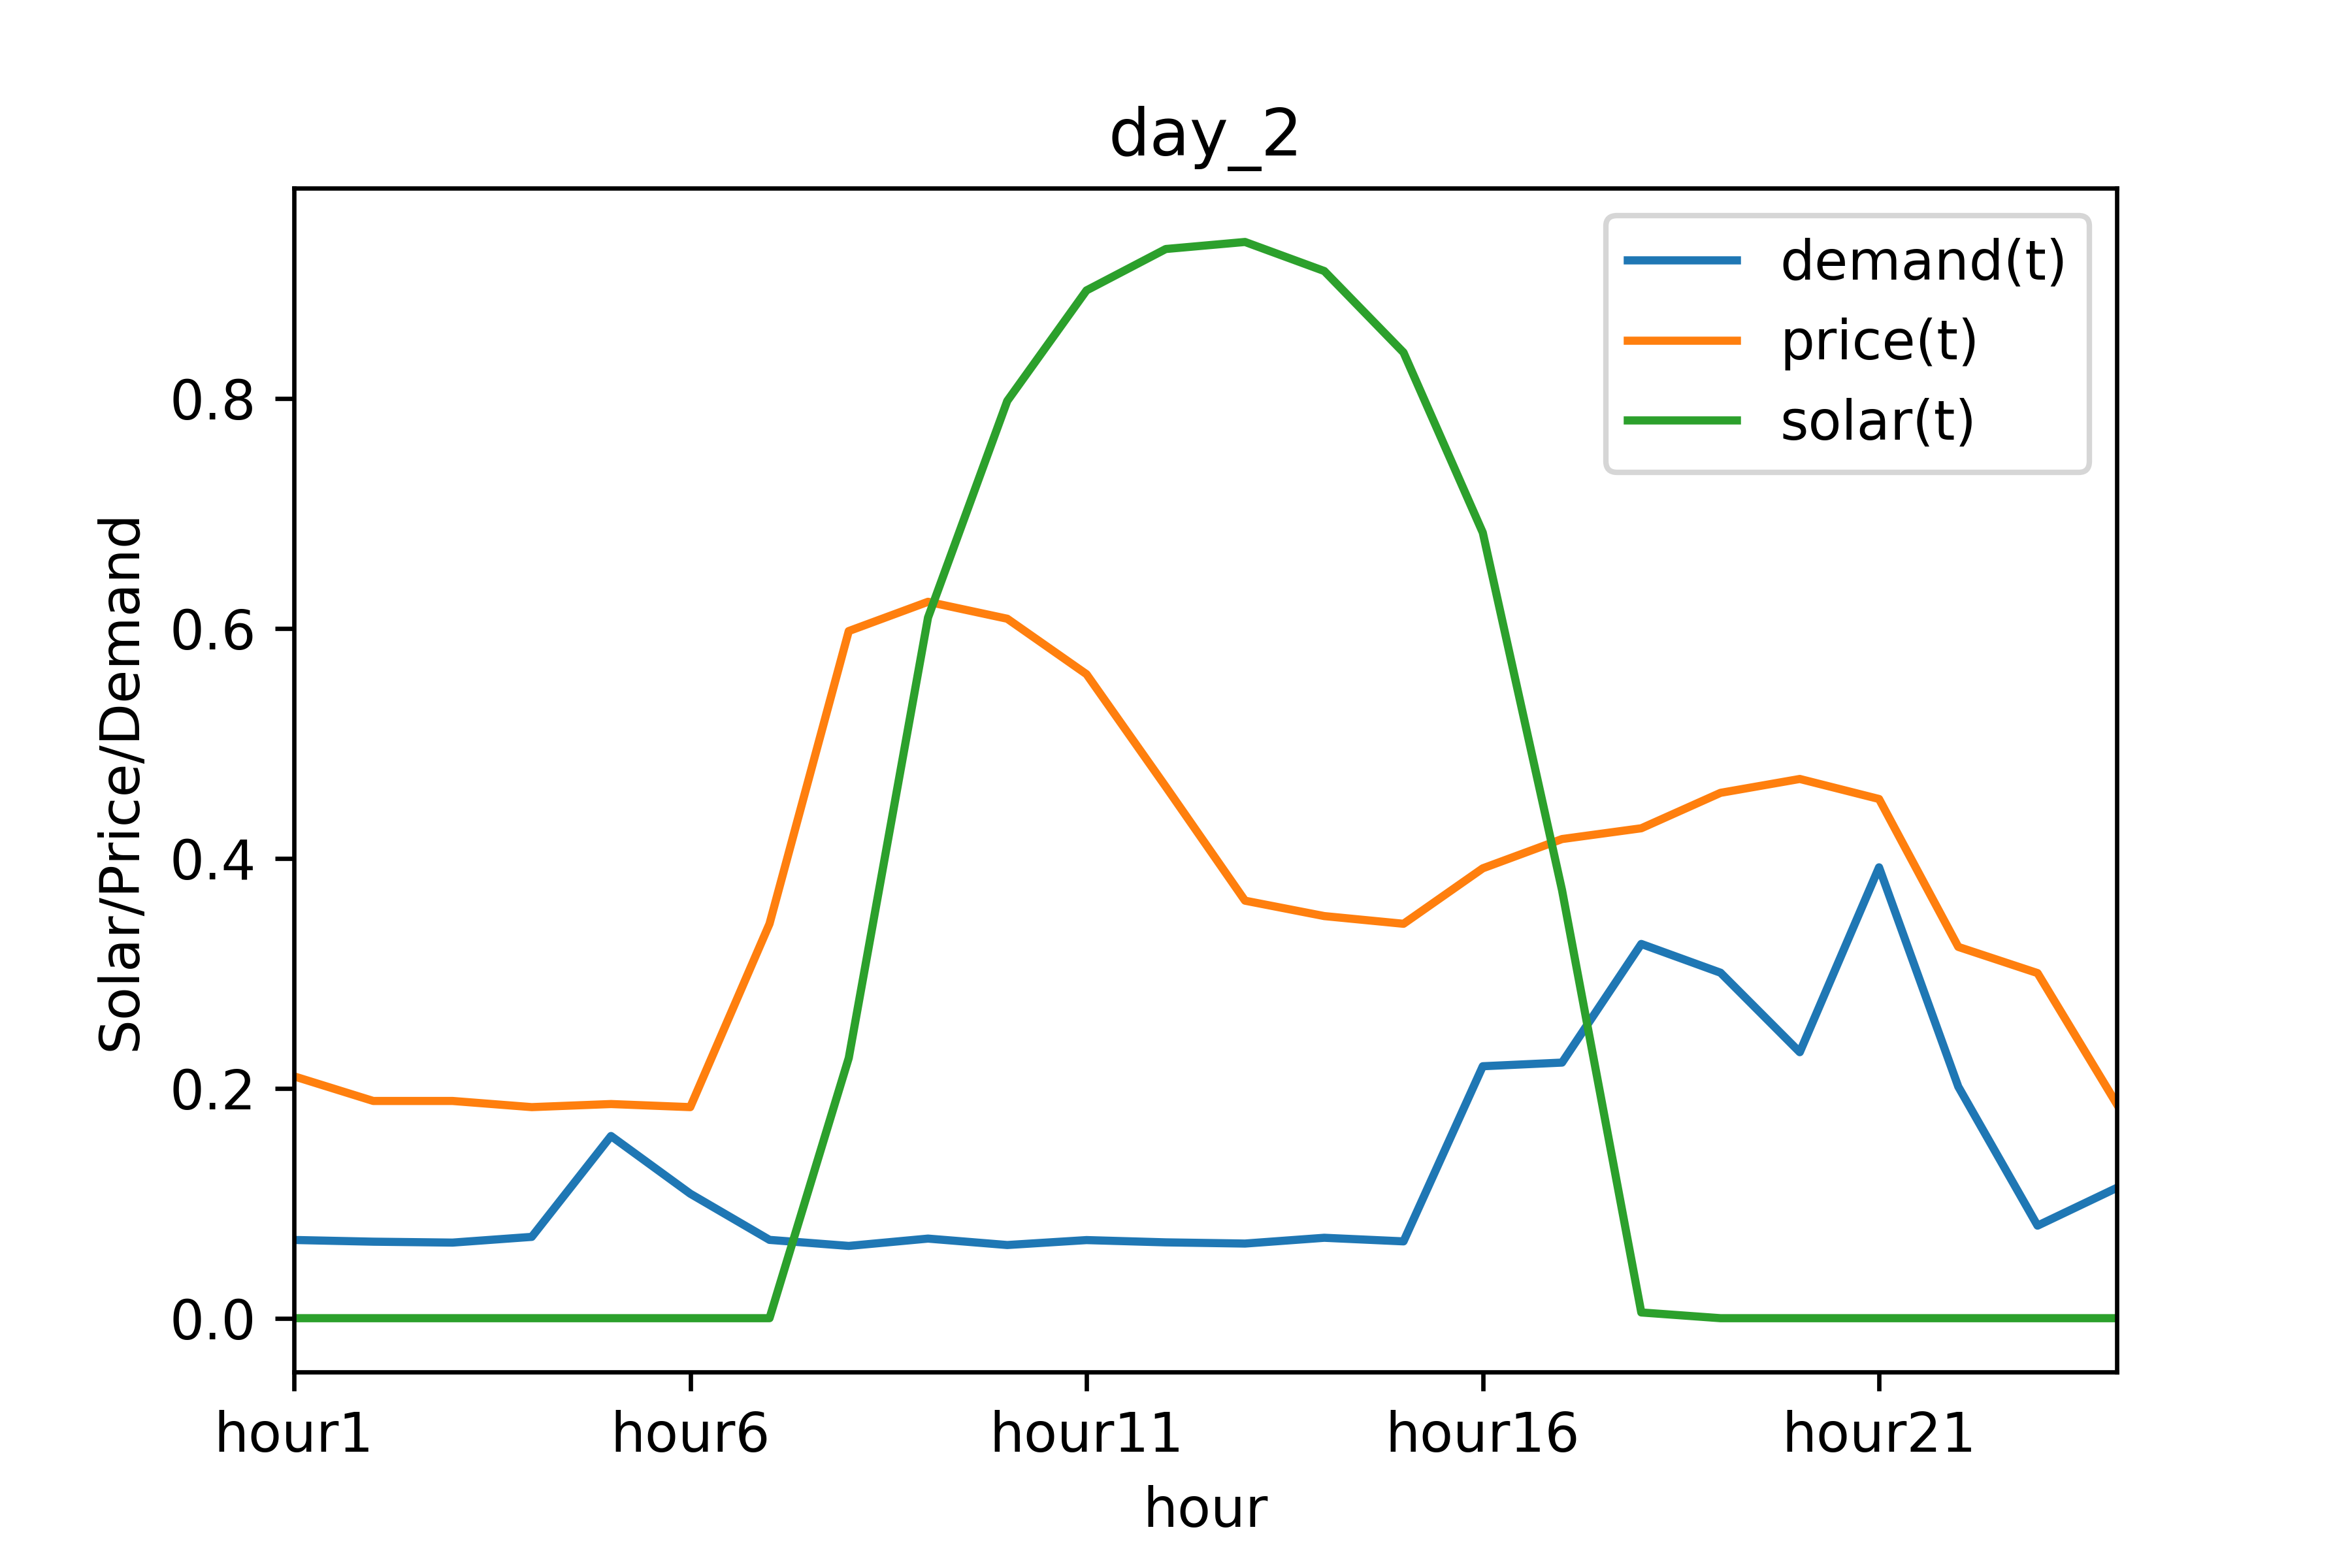 day_2
demand(t)
price(t)
solar(t)
Solar/Price/Demand
0.8
0.6
0.4
0.2
0.0
hour1 hour6 hour11 hour16 hour21
hour